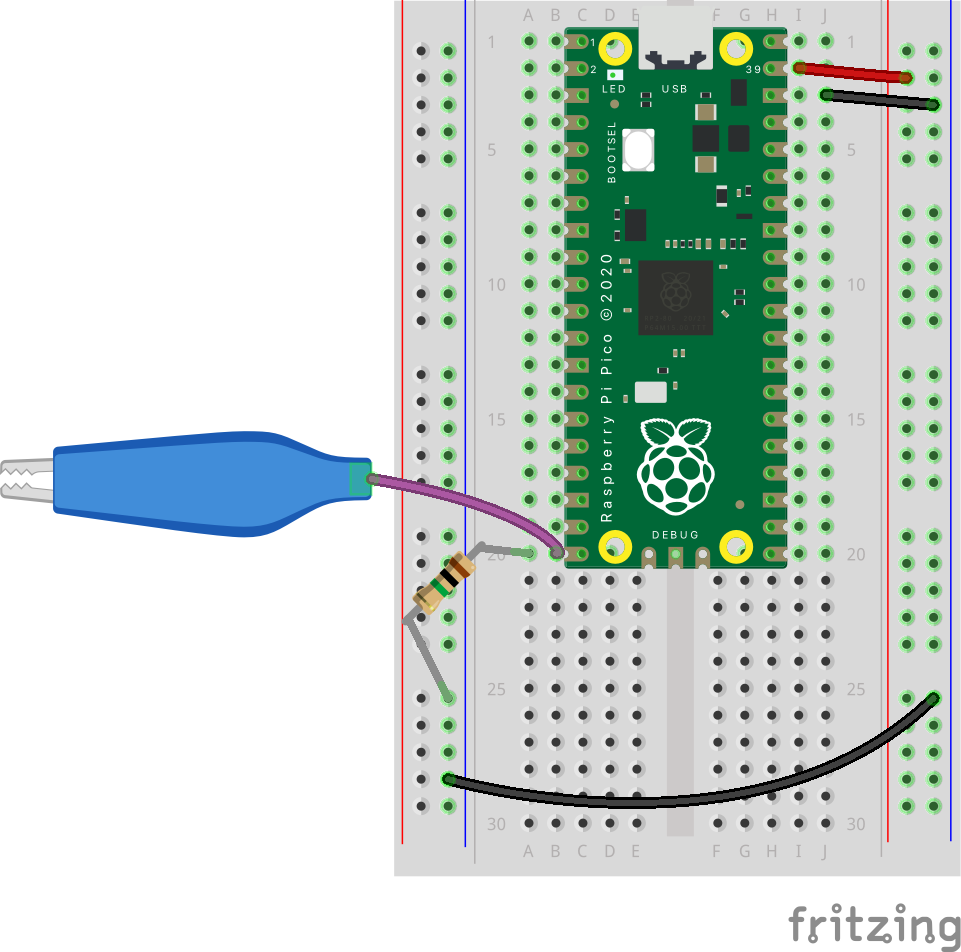 A B C D E F G H I J
1 1 1
2 39
LED USB
BOOTSEL
5 5
10 10
Raspberry Pi Pico ©2020
15 15
DEBUG
20 20
25 25
30 30
A B C D E F G H I J
fritzing